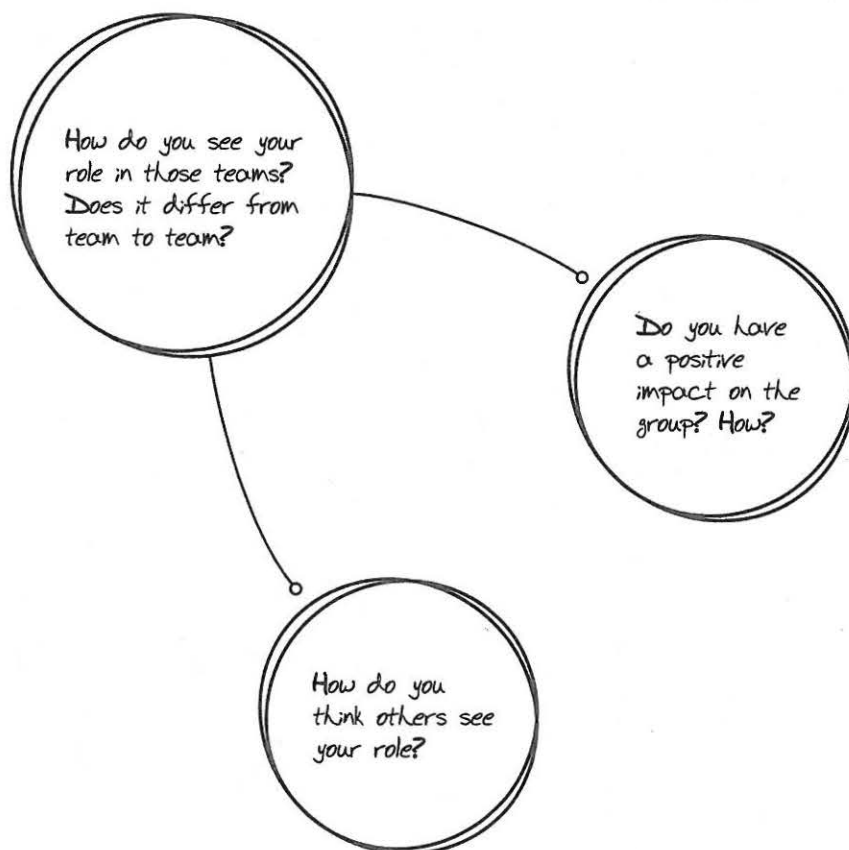 How do you see your
role in those teams?
Does it differ from
team to team?
Do you have
a positive
impact on the
group? How?
How do you
think others see
your role?